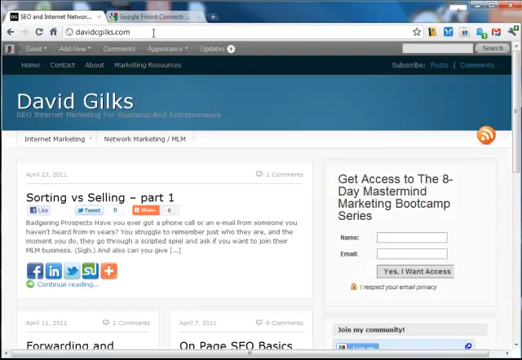 SEO and Internet Networ...
Google Friend Connect: ...
davidcgilks.com
David Add New Comments Appearance Updates 1 Search
Home Contact About Marketing Resources Subscribe: Posts Comments
David Gilks
SEO Internet Marketing For Business And Entrepreneurs
Internet Marketing Network Marketing / MLM
April 23, 2011 2 Comments
Sorting vs Selling – part 1
Like Tweet 0 Share 0
Badgering Prospects Have you ever got a phone call or an e-mail from someone you
haven't heard from in years? You struggle to remember just who they are, and the
moment you do, they go through a scripted spiel and ask if you want to join their
MLM business. (Sigh.) And also can you give [...]
Continue reading...
April 11, 2011 2 Comments
Forwarding and
April 7, 2011 9 Comments
On Page SEO Basics
Get Access to The 8-
Day Mastermind
Marketing Bootcamp
Series
Name:
Email:
Yes, I Want Access
I respect your email privacy
Join my community!